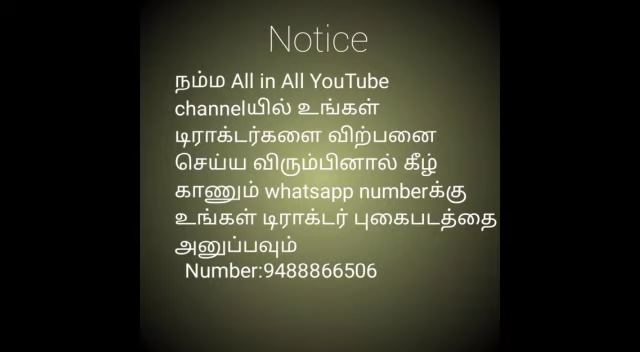 Notice
நம்ம All in All YouTube
channelயில் உங்கள்
டிராக்டர்களை விற்பனை
செய்ய விரும்பினால் கீழ்
காணும் whatsapp numberக்கு
உங்கள் டிராக்டர் புகைபடத்தை
அனுப்பவும்
Number:9488866506